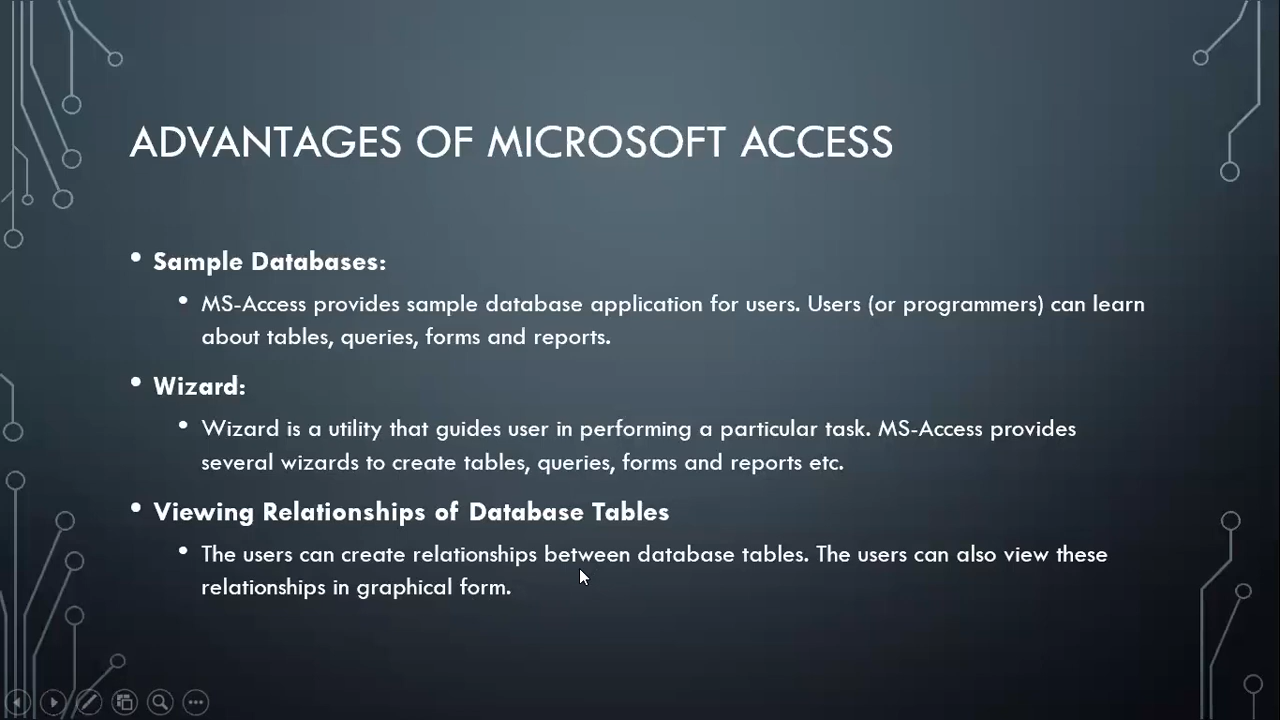 ADVANTAGES OF MICROSOFT ACCESS
• Sample Databases:
• MS-Access provides sample database application for users. Users (or programmers) can learn
about tables, queries, forms and reports.
• Wizard:
• Wizard is a utility that guides user in performing a particular task. MS-Access provides
several wizards to create tables, queries, forms and reports etc.
• Viewing Relationships of Database Tables
• The users can create relationships between database tables. The users can also view these
relationships in graphical form.